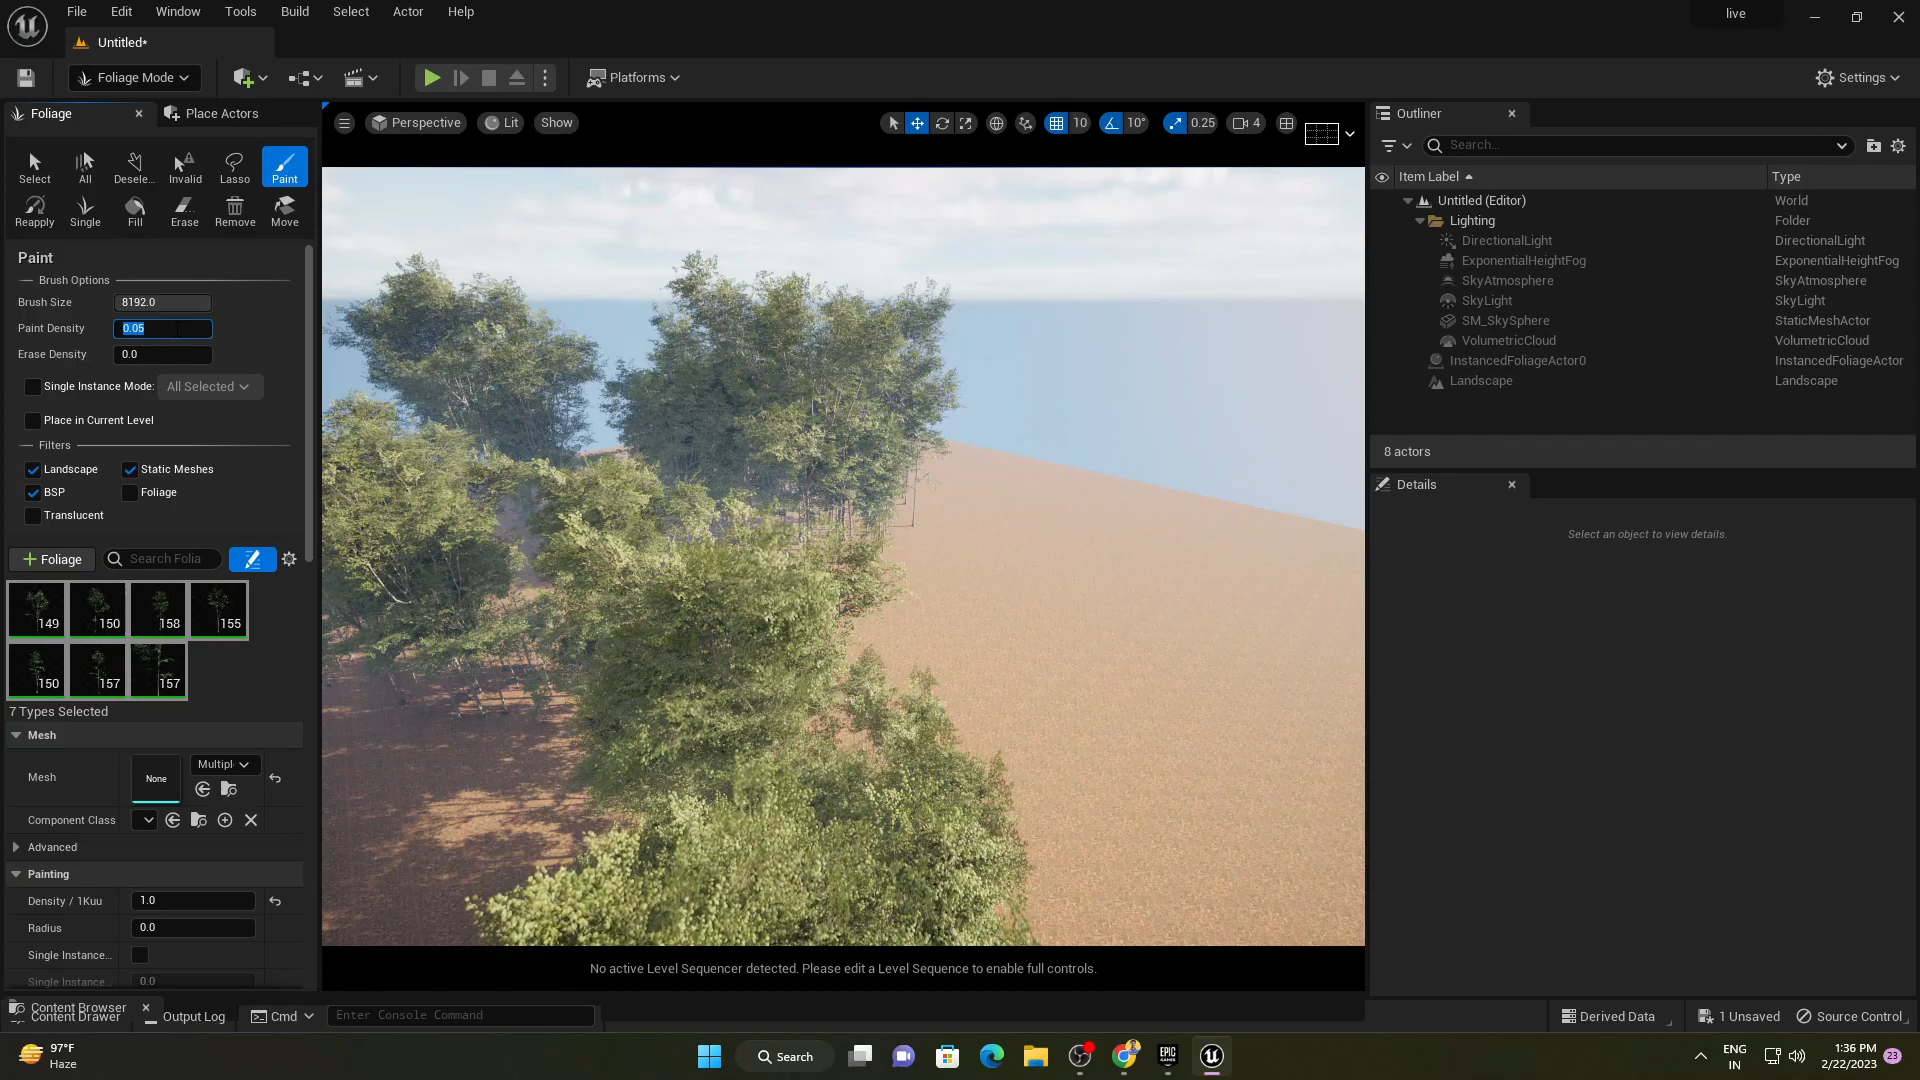 File Edit Window Tools Build Select Actor Help
live
Untitled*
Foliage Mode
Platforms
Settings
Foliage
Place Actors
Perspective Lit Show
10 10° 0.25 4
Outliner
Search...
Item Label Type
Select All Desele... Invalid Lasso Paint
Reapply Single Fill Erase Remove Move
Paint
Brush Options
Brush Size 8192.0
Paint Density 0.05
Erase Density 0.0
Single Instance Mode: All Selected
Place in Current Level
Filters
Landscape Static Meshes
BSP Foliage
Translucent
Foliage Search Folia
149 150 158 155
150 157 157
7 Types Selected
Mesh
Mesh None Multipl
Component Class
Advanced
Painting
Density / 1Kuu 1.0
Radius 0.0
Single Instance...
Single Instance... 0.0
Untitled (Editor) World
Lighting Folder
DirectionalLight DirectionalLight
ExponentialHeightFog ExponentialHeightFog
SkyAtmosphere SkyAtmosphere
SkyLight SkyLight
SM_SkySphere StaticMeshActor
VolumetricCloud VolumetricCloud
InstancedFoliageActor0 InstancedFoliageActor
Landscape Landscape
8 actors
Details
Select an object to view details.
No active Level Sequencer detected. Please edit a Level Sequence to enable full controls.
Content Browser
Content Drawer Output Log Cmd Enter Console Command
Derived Data 1 Unsaved Source Control
97°F
Haze
Search
EPIC
GAMES
ENG
IN
1:36 PM
2/22/2023
23